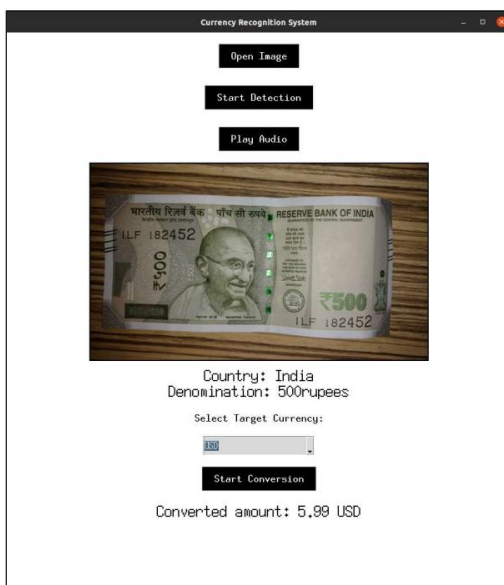 Currency Recognition System
Open Image
Start Detection
Play Audio
भारतीय रिज़र्व बैंक पाँच सौ रुपये RESERVE BANK OF INDIA
1LF 182452
₹500
₹500
1LF 182452
Country: India
Denomination: 500rupees
Select Target Currency:
USD
Start Conversion
Converted amount: 5.99 USD